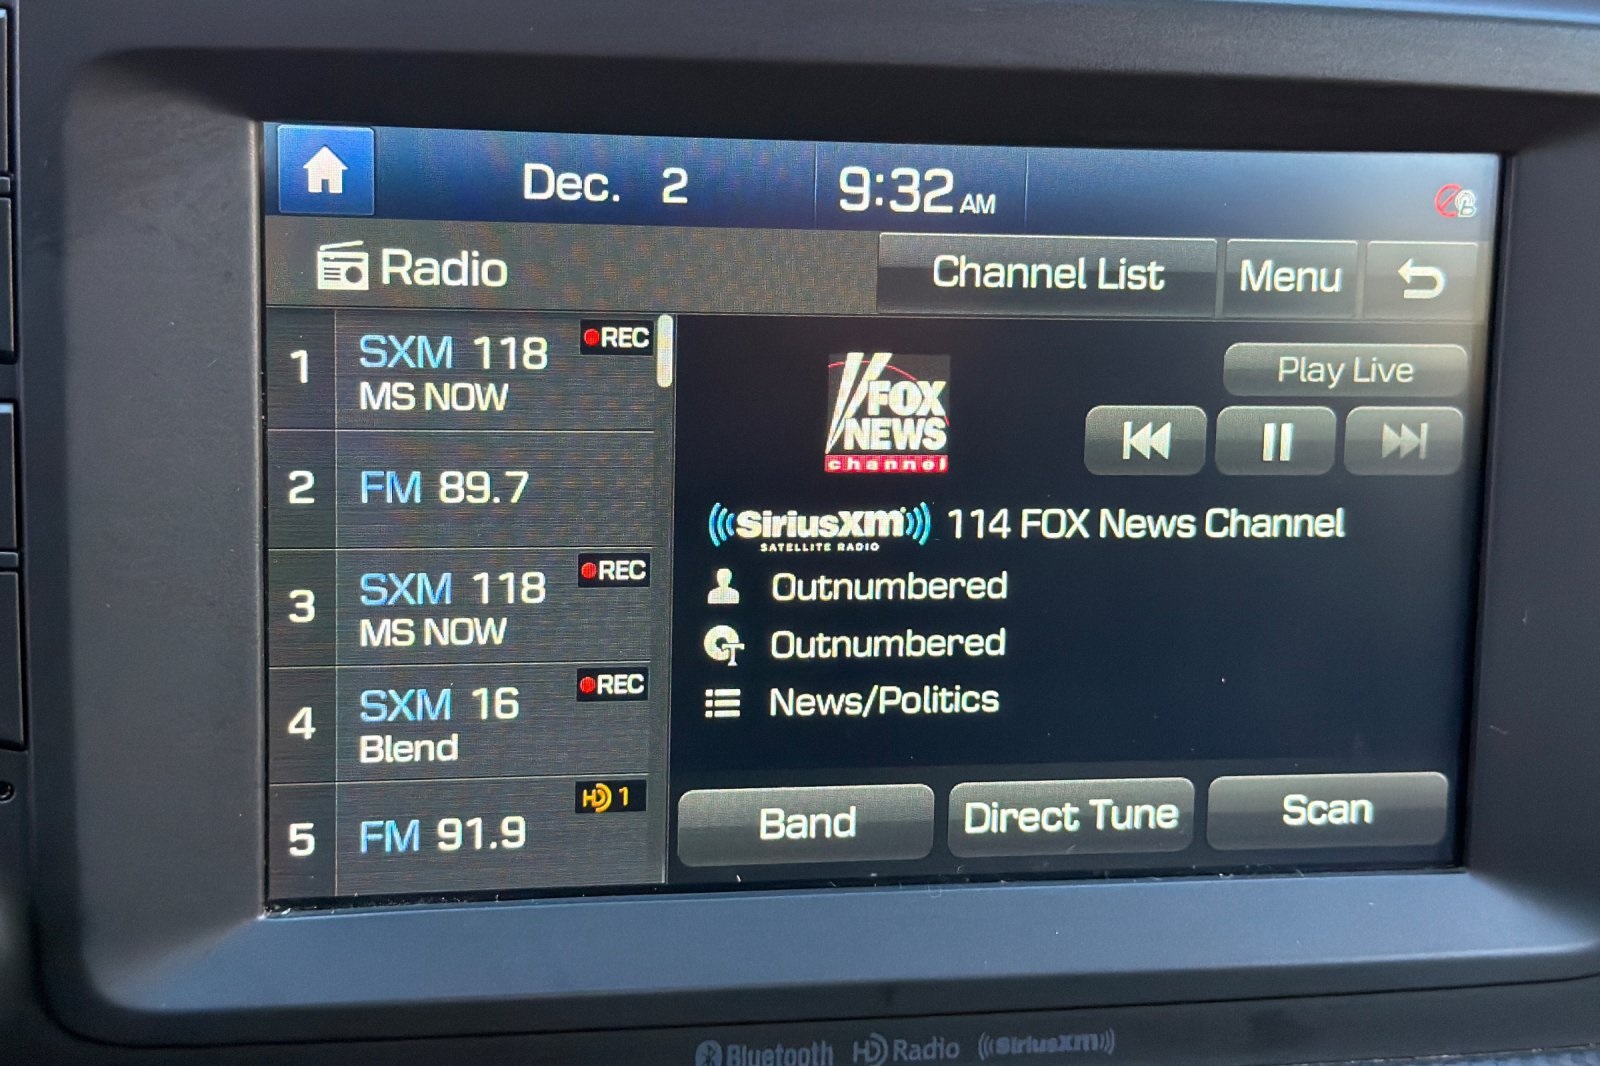 Dec. 2 9:32 AM
Radio Channel List Menu
1 SXM 118 REC
MS NOW
2 FM 89.7
3 SXM 118 REC
MS NOW
4 SXM 16 REC
Blend
5 FM 91.9 HD 1
FOX
NEWS
channel
Play Live
SiriusXM 114 FOX News Channel
SATELLITE RADIO
Outnumbered
Outnumbered
News/Politics
Band Direct Tune Scan
Bluetooth HD Radio SiriusXM